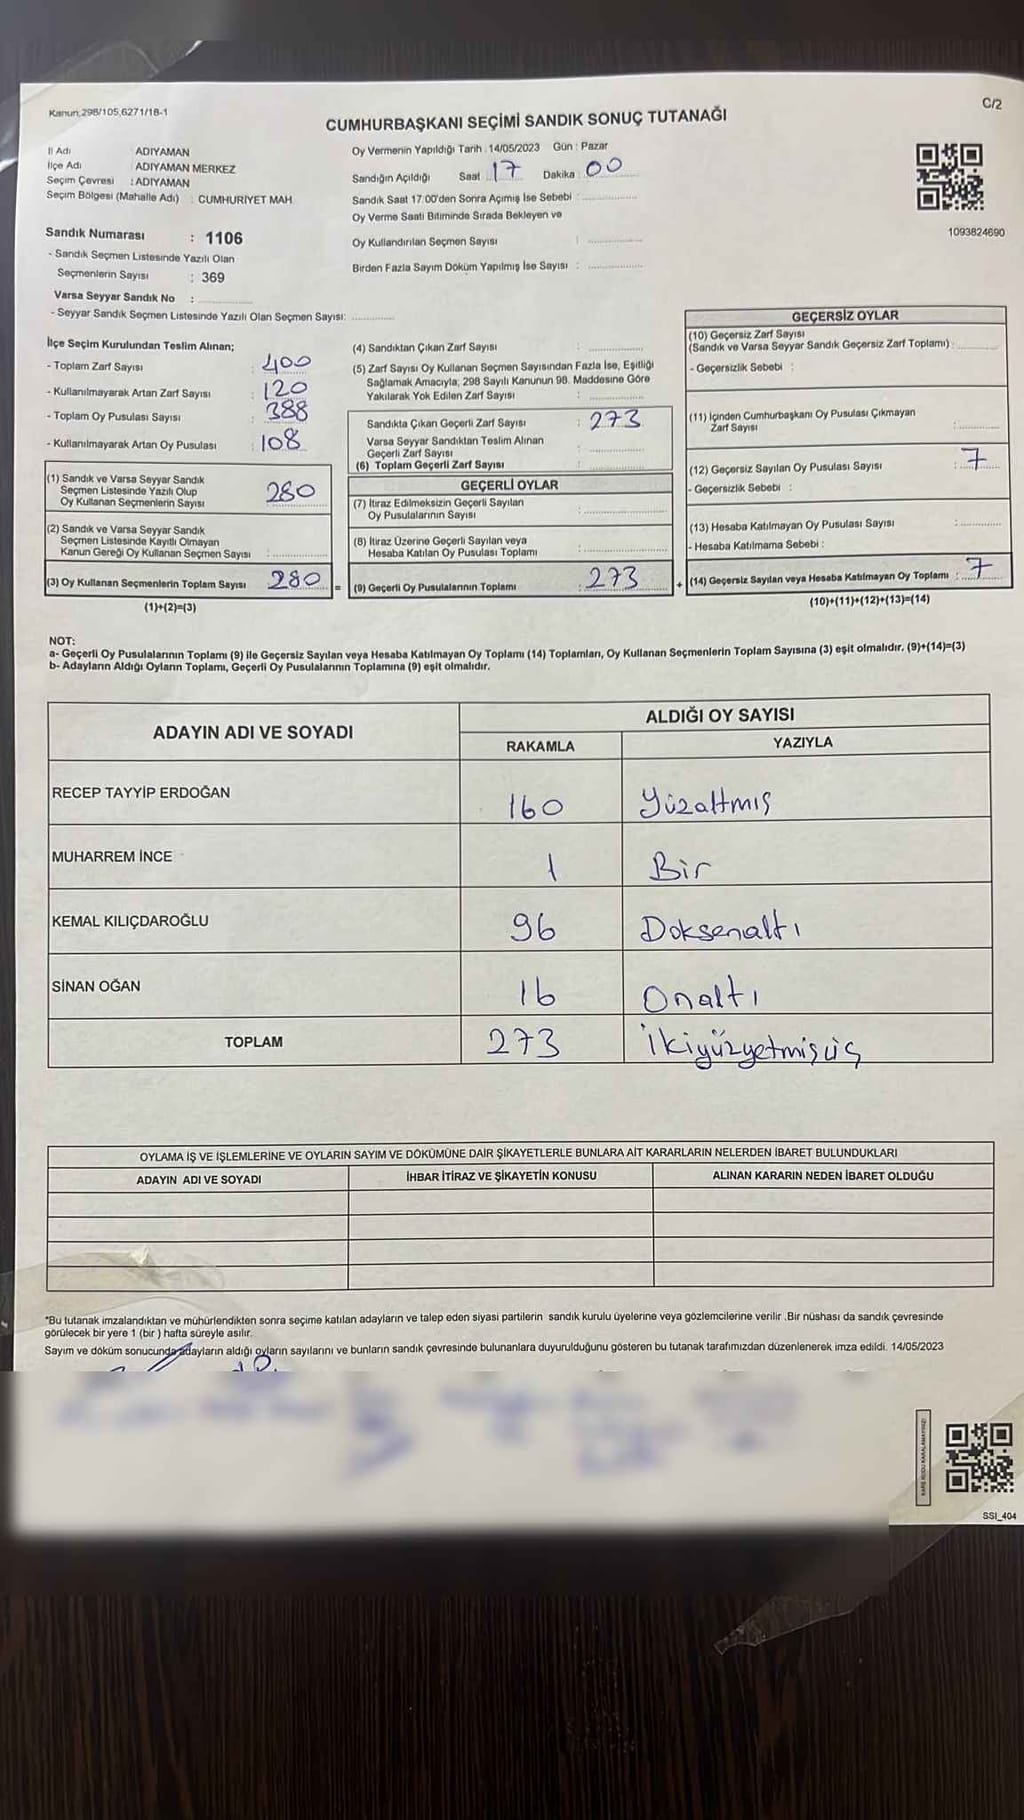 Kanun;298/105,6271/18-1
C/2
CUMHURBAŞKANI SEÇİMİ SANDIK SONUÇ TUTANAĞI
İl Adı ADIYAMAN
İlçe Adı ADIYAMAN MERKEZ
Seçim Çevresi : ADIYAMAN
Seçim Bölgesi (Mahalle Adı) : CUMHURİYET MAH.
Sandık Numarası : 1106
- Sandık Seçmen Listesinde Yazılı Olan
Seçmenlerin Sayısı : 369
Varsa Seyyar Sandık No :
- Seyyar Sandık Seçmen Listesinde Yazılı Olan Seçmen Sayısı:
Oy Vermenin Yapıldığı Tarih : 14/05/2023 Gün : Pazar
Sandığın Açıldığı Saat 17 Dakika : 00
Sandık Saat 17.00'den Sonra Açımış İse Sebebi :
Oy Verme Saati Bitiminde Sırada Bekleyen ve
Oy Kullandırılan Seçmen Sayısı :
Birden Fazla Sayım Döküm Yapılmış İse Sayısı :
1093824690
İlçe Seçim Kurulundan Teslim Alınan;
- Toplam Zarf Sayısı : 400
- Kullanılmayarak Artan Zarf Sayısı : 120
- Toplam Oy Pusulası Sayısı : 388
- Kullanılmayarak Artan Oy Pusulası : 108
(1) Sandık ve Varsa Seyyar Sandık
Seçmen Listesinde Yazılı Olup
Oy Kullanan Seçmenlerin Sayısı : 280
(2) Sandık ve Varsa Seyyar Sandık
Seçmen Listesinde Kayıtlı Olmayan
Kanun Gereği Oy Kullanan Seçmen Sayısı :
(3) Oy Kullanan Seçmenlerin Toplam Sayısı : 280 =
(1)+(2)=(3)
(4) Sandıktan Çıkan Zarf Sayısı :
(5) Zarf Sayısı Oy Kullanan Seçmen Sayısından Fazla İse, Eşitliği
Sağlamak Amacıyla; 298 Sayılı Kanunun 98. Maddesine Göre
Yakılarak Yok Edilen Zarf Sayısı :
Sandıkta Çıkan Geçerli Zarf Sayısı : 273
Varsa Seyyar Sandıktan Teslim Alınan
Geçerli Zarf Sayısı :
(6) Toplam Geçerli Zarf Sayısı :
GEÇERLİ OYLAR
(7) İtiraz Edilmeksizin Geçerli Sayılan
Oy Pusulalarının Sayısı :
(8) İtiraz Üzerine Geçerli Sayılan veya
Hesaba Katılan Oy Pusulası Toplamı :
(9) Geçerli Oy Pusulalarının Toplamı : 273 +
GEÇERSİZ OYLAR
(10) Geçersiz Zarf Sayısı
(Sandık ve Varsa Seyyar Sandık Geçersiz Zarf Toplamı) :
- Geçersizlik Sebebi :
(11) İçinden Cumhurbaşkanı Oy Pusulası Çıkmayan
Zarf Sayısı :
(12) Geçersiz Sayılan Oy Pusulası Sayısı : 7
- Geçersizlik Sebebi :
(13) Hesaba Katılmayan Oy Pusulası Sayısı :
- Hesaba Katılmama Sebebi :
(14) Geçersiz Sayılan veya Hesaba Katılmayan Oy Toplamı : 7
(10)+(11)+(12)+(13)=(14)
NOT:
a- Geçerli Oy Pusulalarının Toplamı (9) ile Geçersiz Sayılan veya Hesaba Katılmayan Oy Toplamı (14) Toplamları, Oy Kullanan Seçmenlerin Toplam Sayısına (3) eşit olmalıdır. (9)+(14)=(3)
b- Adayların Aldığı Oyların Toplamı, Geçerli Oy Pusulalarının Toplamına (9) eşit olmalıdır.
ADAYIN ADI VE SOYADI ALDIĞI OY SAYISI
RAKAMLA YAZIYLA
RECEP TAYYİP ERDOĞAN 160 Yüzaltmış
MUHARREM İNCE 1 Bir
KEMAL KILIÇDAROĞLU 96 Doksenaltı
SİNAN OĞAN 16 Onaltı
TOPLAM 273 İkiyüzyetmişüç
OYLAMA İŞ VE İŞLEMLERİNE VE OYLARIN SAYIM VE DÖKÜMÜNE DAİR ŞİKAYETLERLE BUNLARA AİT KARARLARIN NELERDEN İBARET BULUNDUKLARI
ADAYIN ADI VE SOYADI İHBAR İTİRAZ VE ŞİKAYETİN KONUSU ALINAN KARARIN NEDEN İBARET OLDUĞU
*Bu tutanak imzalandıktan ve mühürlendikten sonra seçime katılan adayların ve talep eden siyasi partilerin sandık kurulu üyelerine veya gözlemcilerine verilir .Bir nüshası da sandık çevresinde
görülecek bir yere 1 (bir ) hafta süreyle asılır.
Sayım ve döküm sonucunda adayların aldığı oyların sayılarını ve bunların sandık çevresinde bulunanlara duyurulduğunu gösteren bu tutanak tarafımızdan düzenlenerek imza edildi. 14/05/2023
KARE KODU KARALAMAYINIZ!
SSI_404